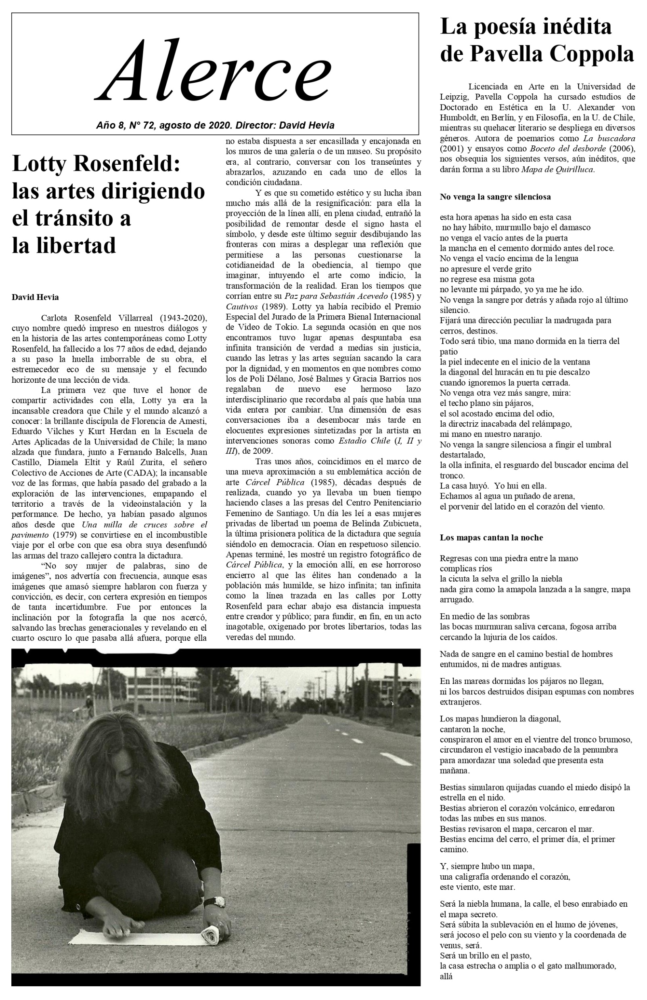 Alerce
Año 8, N° 72, agosto de 2020. Director: David Hevia
Lotty Rosenfeld:
las artes dirigiendo
el tránsito a
la libertad
David Hevia
Carlota Rosenfeld Villarreal (1943-2020),
cuyo nombre quedó impreso en nuestros diálogos y
en la historia de las artes contemporáneas como Lotty
Rosenfeld, ha fallecido a los 77 años de edad, dejando
a su paso la huella imborrable de su obra, el
estremecedor eco de su mensaje y el fecundo
horizonte de una lección de vida.
La primera vez que tuve el honor de
compartir actividades con ella, Lotty ya era la
incansable creadora que Chile y el mundo alcanzó a
conocer: la brillante discípula de Florencia de Amesti,
Eduardo Vilches y Kurt Herdan en la Escuela de
Artes Aplicadas de la Universidad de Chile; la mano
alzada que fundara, junto a Fernando Balcells, Juan
Castillo, Diamela Eltit y Raúl Zurita, el señero
Colectivo de Acciones de Arte (CADA); la incansable
voz de las formas, que había pasado del grabado a la
exploración de las intervenciones, empapando el
territorio a través de la videoinstalación y la
performance. De hecho, ya habían pasado algunos
años desde que Una milla de cruces sobre el
pavimento (1979) se convirtiese en el incombustible
viaje por el orbe con que esa obra suya desenfundó
las armas del trazo callejero contra la dictadura.
“No soy mujer de palabras, sino de
imágenes”, nos advertía con frecuencia, aunque esas
imágenes que amasó siempre hablaron con fuerza y
convicción, es decir, con certera expresión en tiempos
de tanta incertidumbre. Fue por entonces la
inclinación por la fotografía la que nos acercó,
salvando las brechas generacionales y revelando en el
cuarto oscuro lo que pasaba allá afuera, porque ella
no estaba dispuesta a ser encasillada y encajonada en
los muros de una galería o de un museo. Su propósito
era, al contrario, conversar con los transeúntes y
abrazarlos, azuzando en cada uno de ellos la
condición ciudadana.
Y es que su cometido estético y su lucha iban
mucho más allá de la resignificación: para ella la
proyección de la línea allí, en plena ciudad, entrañó la
posibilidad de remontar desde el signo hasta el
símbolo, y desde este último seguir desdibujando las
fronteras con miras a desplegar una reflexión que
permitiese a las personas cuestionarse la
cotidianeidad de la obediencia, al tiempo que
imaginar, intuyendo el arte como indicio, la
transformación de la realidad. Eran los tiempos que
corrían entre su Paz para Sebastián Acevedo (1985) y
Cautivos (1989). Lotty ya había recibido el Premio
Especial del Jurado de la Primera Bienal Internacional
de Video de Tokio. La segunda ocasión en que nos
encontramos tuvo lugar apenas despuntaba esa
infinita transición de verdad a medias sin justicia,
cuando las letras y las artes seguían sacando la cara
por la dignidad, y en momentos en que nombres como
los de Poli Délano, José Balmes y Gracia Barrios nos
regalaban de nuevo ese hermoso lazo
interdisciplinario que recordaba al país que había una
vida entera por cambiar. Una dimensión de esas
conversaciones iba a desembocar más tarde en
elocuentes expresiones sintetizadas por la artista en
intervenciones sonoras como Estadio Chile (I, II y
III), de 2009.
Tras unos años, coincidimos en el marco de
una nueva aproximación a su emblemática acción de
arte Cárcel Pública (1985), décadas después de
realizada, cuando yo ya llevaba un buen tiempo
haciendo clases a las presas del Centro Penitenciario
Femenino de Santiago. Un día les leí a esas mujeres
privadas de libertad un poema de Belinda Zubicueta,
la última prisionera política de la dictadura que seguía
siéndolo en democracia. Oían en respetuoso silencio.
Apenas terminé, les mostré un registro fotográfico de
Cárcel Pública, y la emoción allí, en ese horroroso
encierro al que las élites han condenado a la
población más humilde, se hizo infinita; tan infinita
como la línea trazada en las calles por Lotty
Rosenfeld para echar abajo esa distancia impuesta
entre creador y público; para fundir, en fin, en un acto
inagotable, oxigenado por brotes libertarios, todas las
veredas del mundo.
La poesía inédita
de Pavella Coppola
Licenciada en Arte en la Universidad de
Leipzig, Pavella Coppola ha cursado estudios de
Doctorado en Estética en la U. Alexander von
Humboldt, en Berlín, y en Filosofía, en la U. de Chile,
mientras su quehacer literario se despliega en diversos
géneros. Autora de poemarios como La buscadora
(2001) y ensayos como Boceto del desborde (2006),
nos obsequia los siguientes versos, aún inéditos, que
darán forma a su libro Mapa de Quirilluca.
No venga la sangre silenciosa
esta hora apenas ha sido en esta casa
no hay hábito, murmullo bajo el damasco
no venga el vacío antes de la puerta
la mancha en el cemento dormido antes del roce.
No venga el vacío encima de la lengua
no apresure el verde grito
no regrese esa misma gota
no levante mi párpado, yo ya me he ido.
No venga la sangre por detrás y añada rojo al último
silencio.
Fijará una dirección peculiar la madrugada para
cerros, destinos.
Todo será tibio, una mano dormida en la tierra del
patio
la piel indecente en el inicio de la ventana
la diagonal del huracán en tu pie descalzo
cuando ignoremos la puerta cerrada.
No venga otra vez más sangre, mira:
el techo plano sin pájaros,
el sol acostado encima del odio,
la directriz inacabada del relámpago,
mi mano en nuestro naranjo.
No venga la sangre silenciosa a fingir el umbral
destartalado,
la olla infinita, el resguardo del buscador encima del
tronco.
La casa huyó.  Yo hui en ella.
Echamos al agua un puñado de arena,
el porvenir del latido en el corazón del viento.
Los mapas cantan la noche
Regresas con una piedra entre la mano
complicas ríos
la cicuta la selva el grillo la niebla
nada gira como la amapola lanzada a la sangre, mapa
arrugado.
En medio de las sombras
las bocas murmuran saliva cercana, fogosa arriba
cercando la lujuria de los caídos.
Nada de sangre en el camino bestial de hombres
entumidos, ni de madres antiguas.
En las mareas dormidas los pájaros no llegan,
ni los barcos destruidos disipan espumas con nombres
extranjeros.
Los mapas hundieron la diagonal,
cantaron la noche,
conspiraron el amor en el vientre del tronco brumoso,
circundaron el vestigio inacabado de la penumbra
para amordazar una soledad que presenta esta
mañana.
Bestias simularon quijadas cuando el miedo disipó la
estrella en el nido.
Bestias abrieron el corazón volcánico, enredaron
todas las nubes en sus manos.
Bestias revisaron el mapa, cercaron el mar.
Bestias encima del cerro, el primer día, el primer
camino.
Y, siempre hubo un mapa,
una caligrafía ordenando el corazón,
este viento, este mar.
Será la niebla humana, la calle, el beso enrabiado en
el mapa secreto.
Será súbita la sublevación en el humo de jóvenes,
será jocoso el pelo con su viento y la coordenada de
venus, será.
Será un brillo en el pasto,
la casa estrecha o amplia o el gato malhumorado,
allá